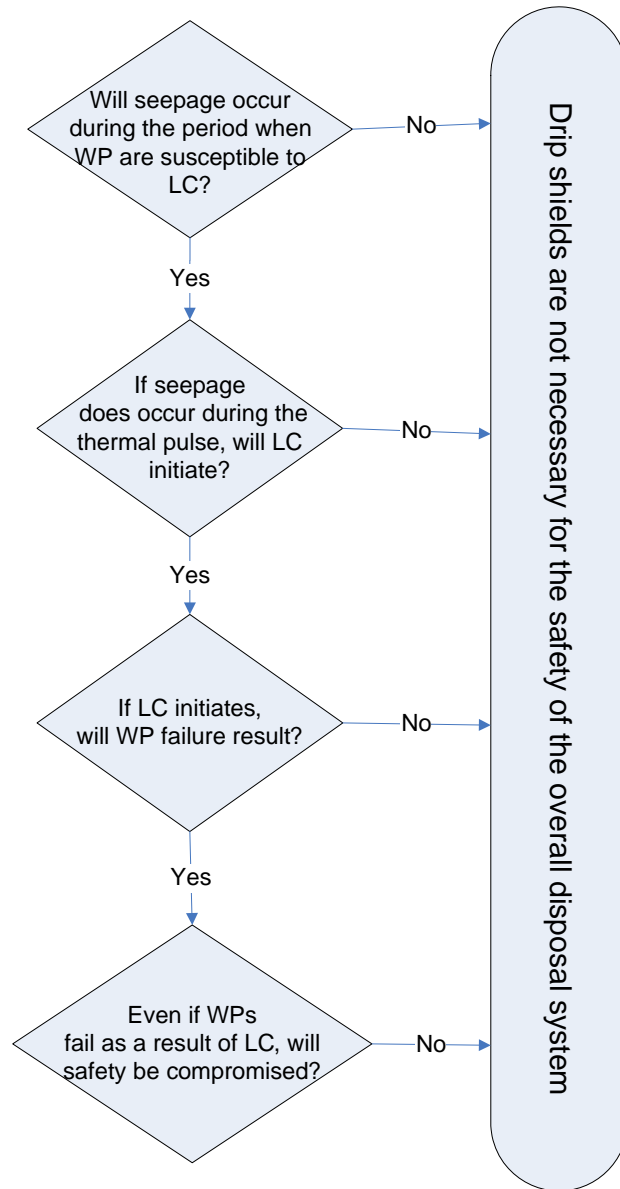 Will seepage occur
during the period when
WP are susceptible to
LC?
No
Yes
If seepage
does occur during the
thermal pulse, will LC
initiate?
No
Yes
If LC initiates,
will WP failure result?
No
Yes
Even if WPs
fail as a result of LC, will
safety be compromised?
No
Drip shields are not necessary for the safety of the overall disposal system